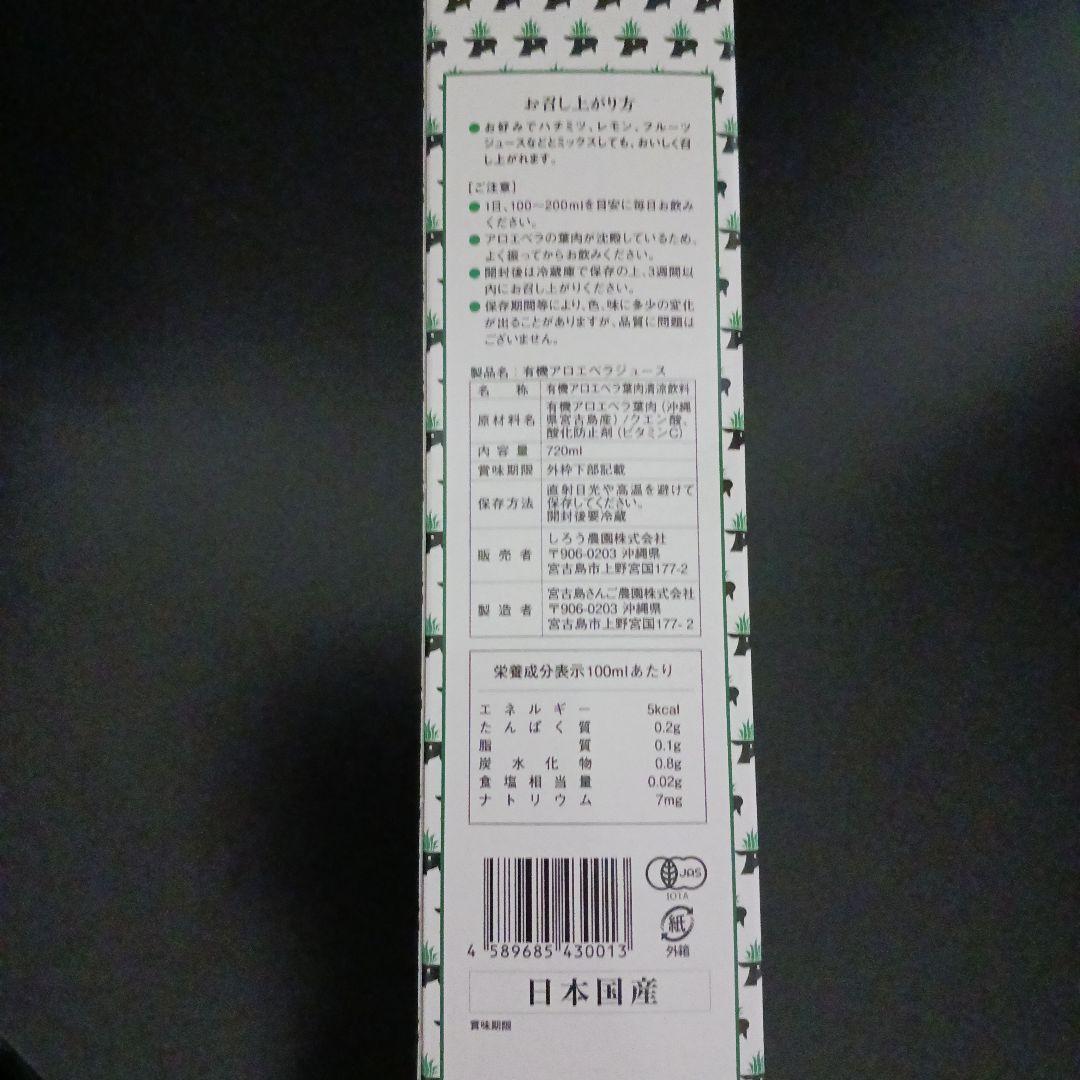 お召し上がり方
● お好みでハチミツ、レモン、フルーツ
ジュースなどとミックスしても、おいしく召
し上がれます。
[ご注意]
● 1日、100〜200mlを目安に毎日お飲み
ください。
● アロエベラの葉肉が沈殿しているため、
よく振ってからお飲みください。
● 開封後は冷蔵庫で保存の上、3週間以
内にお召し上がりください。
● 保存期間等により、色、味に多少の変化
が出ることがありますが、品質に問題は
ございません。
製品名：有機アロエベラジュース
名称 有機アロエベラ葉肉清涼飲料
原材料名 有機アロエベラ葉肉（沖縄
県宮古島産）/クエン酸、
酸化防止剤（ビタミンC）
内容量 720ml
賞味期限 外枠下部記載
保存方法 直射日光や高温を避けて
保存してください。
開封後要冷蔵
販売者 しろう農園株式会社
〒906-0203 沖縄県
宮古島市上野宮国177-2
製造者 宮古島さんご農園株式会社
〒906-0203 沖縄県
宮古島市上野宮国177-2
栄養成分表示100mlあたり
エネルギー 5kcal
たんぱく質 0.2g
脂質 0.1g
炭水化物 0.8g
食塩相当量 0.02g
ナトリウム 7mg
JAS
IOIA
紙
外箱
4 589685 430013
日本国産
賞味期限